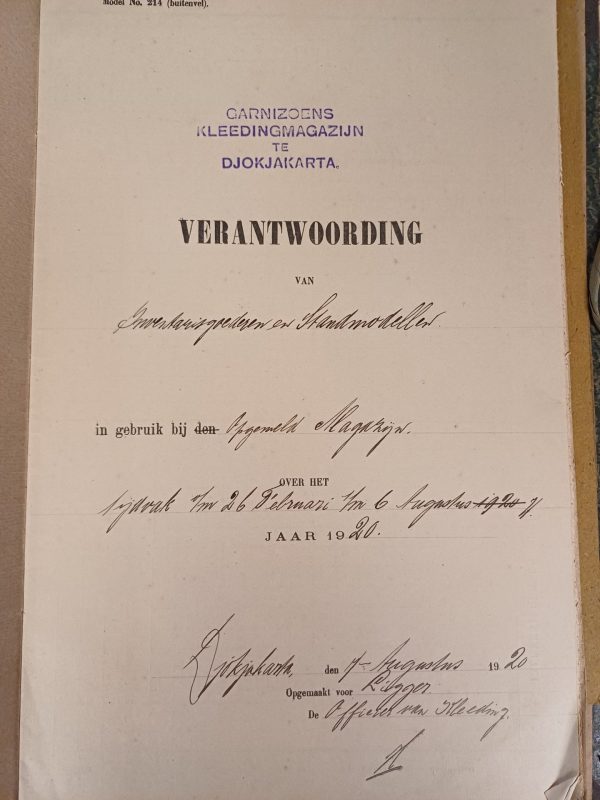 model No. 214 (buitenvel).
GARNIZOENS
KLEEDINGMAGAZIJN
TE
DJOKJAKARTA.
VERANTWOORDING
VAN
Inventarisgoederen en Standmodellen.
in gebruik bij den Opgemeld Magazijn.
OVER HET
tijdvak v/m 26 Februari t/m 6 Augustus 1920
JAAR 1920.
Djokjakarta, den 7 Augustus 1920
Opgemaakt voor Ligger.
De Officier van Kleeding.